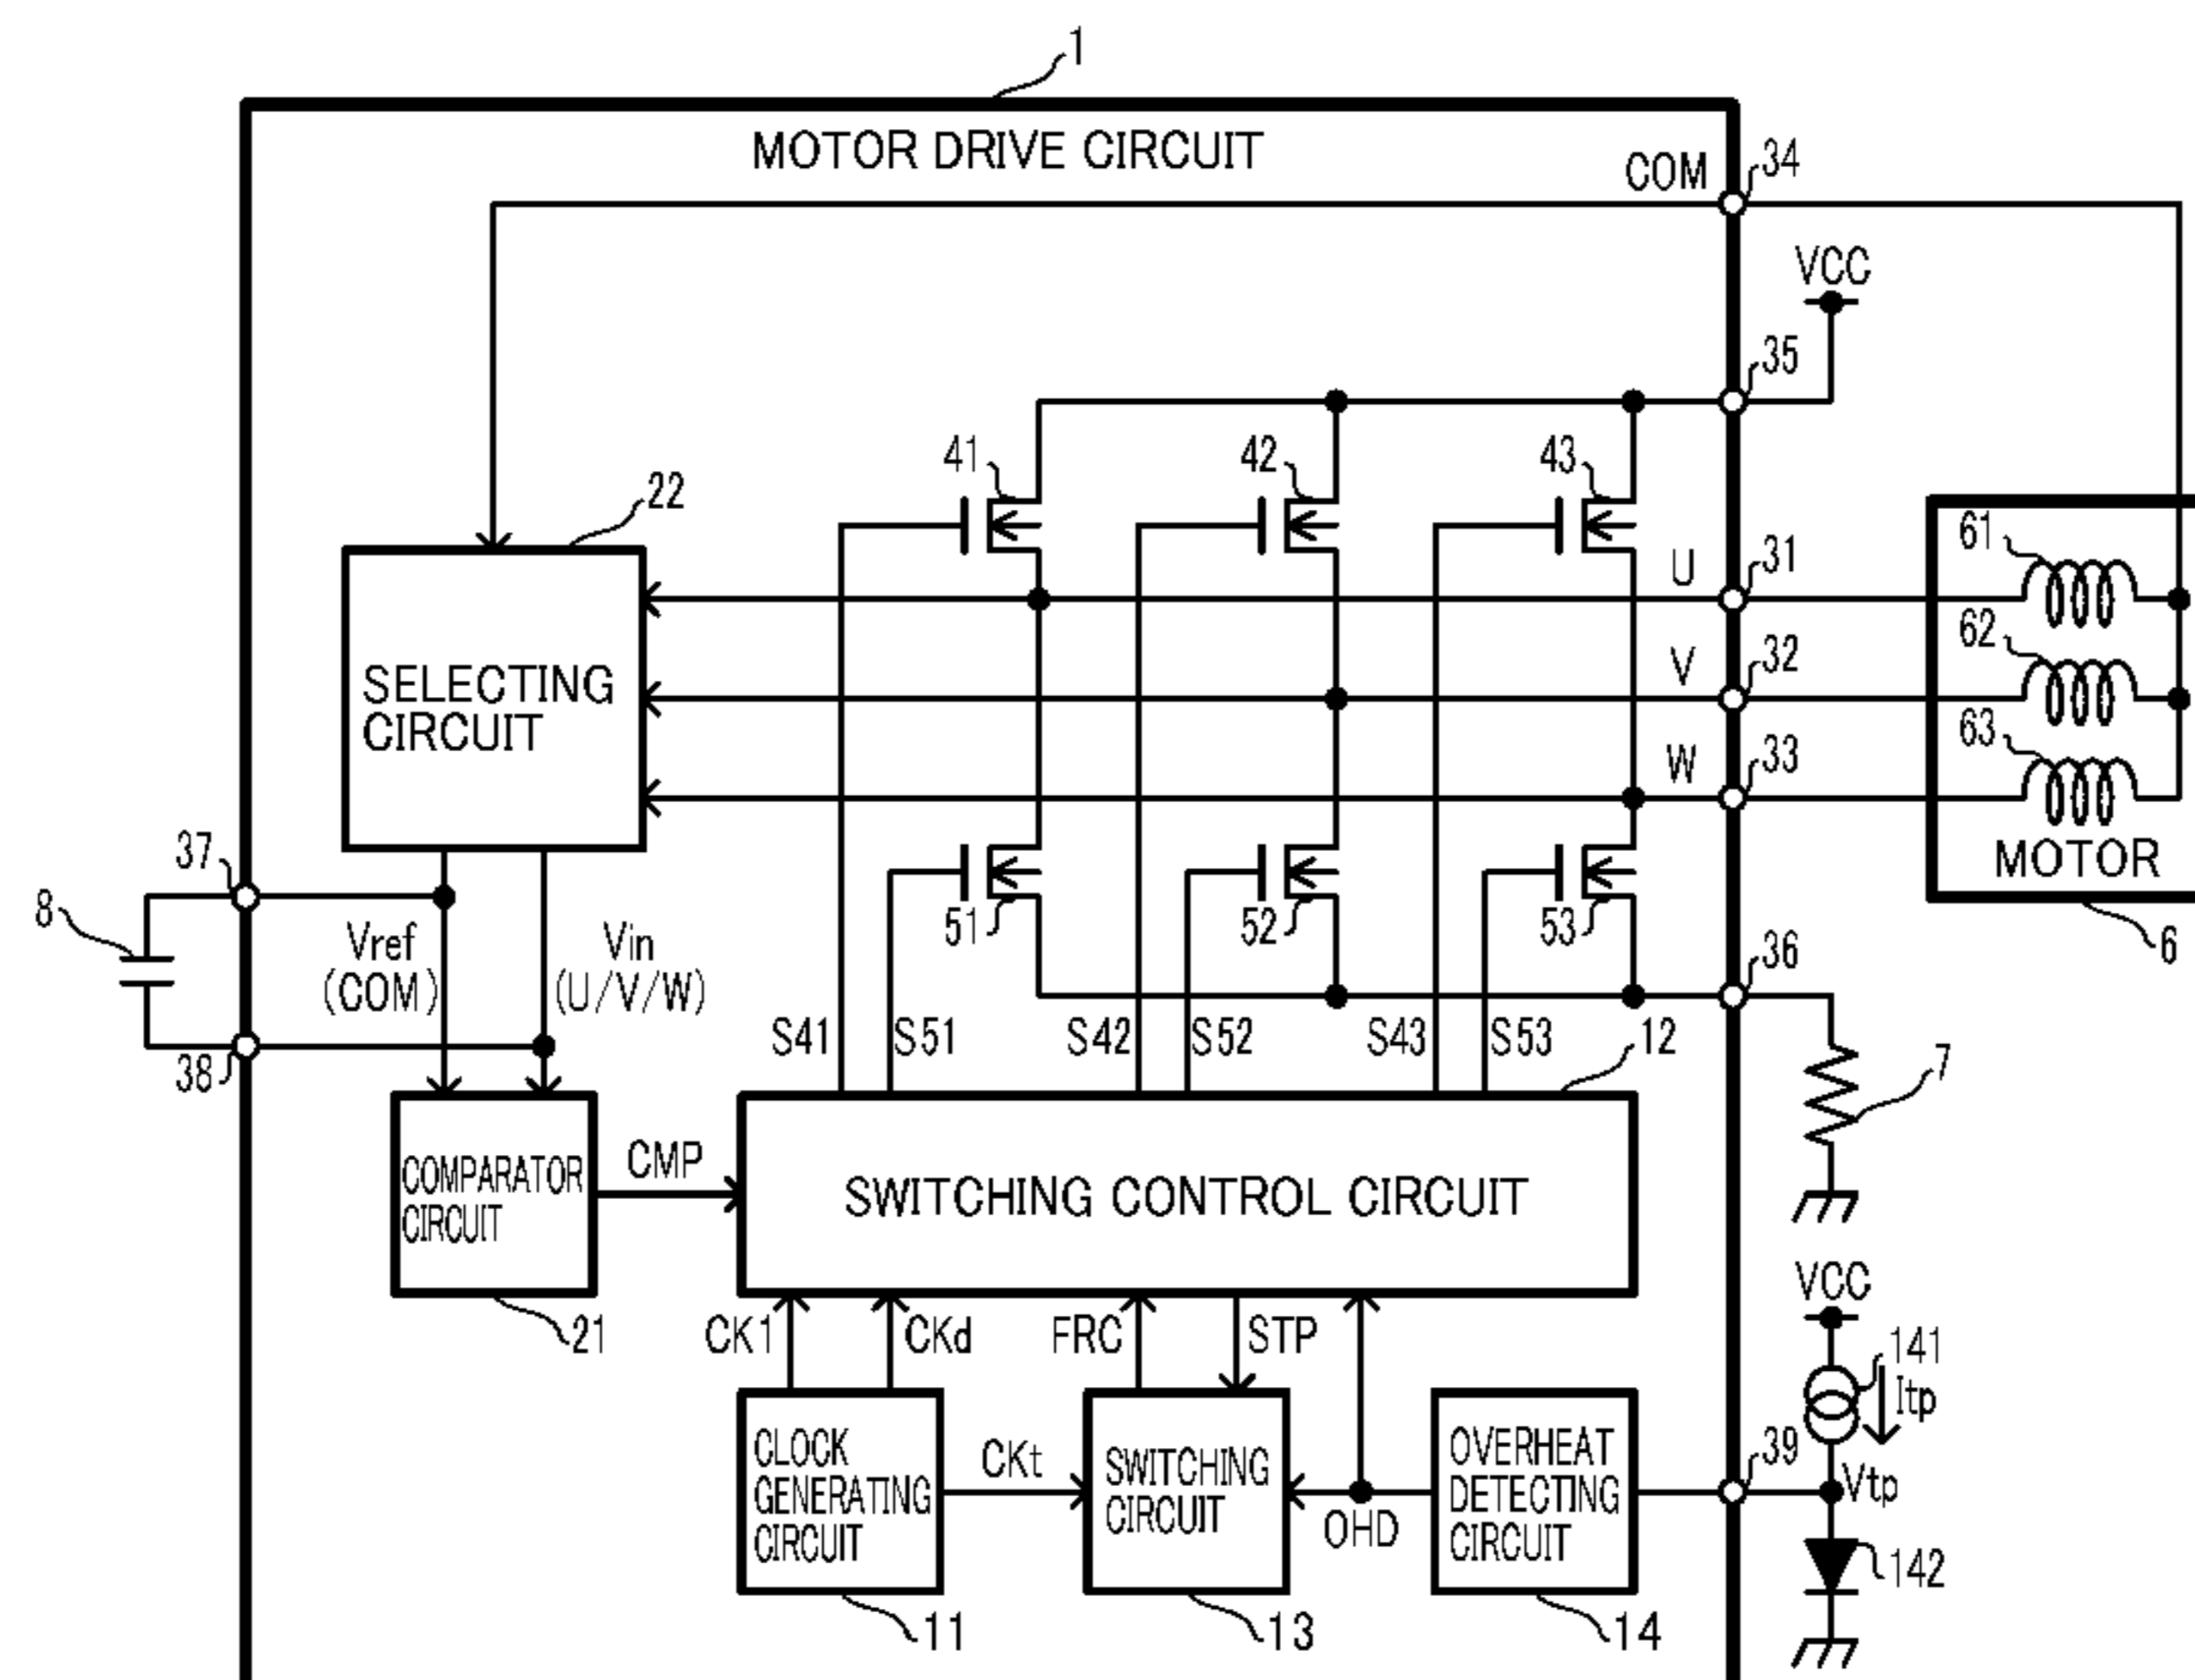 1
MOTOR DRIVE CIRCUIT
COM
34
VCC
35
41
42
43
22
61
U
31
62
SELECTING
CIRCUIT
V
32
63
W
33
37
MOTOR
8
Vref
(COM)
Vin
(U/V/W)
51
52
53
36
6
38
S41
S51
S42
S52
S43
S53
12
7
COMPARATOR
CIRCUIT
CMP
SWITCHING CONTROL CIRCUIT
21
CK1
CKd
FRC
STP
VCC
141
Itp
CLOCK
GENERATING
CIRCUIT
CKt
SWITCHING
CIRCUIT
OHD
OVERHEAT
DETECTING
CIRCUIT
39
Vtp
142
11
13
14